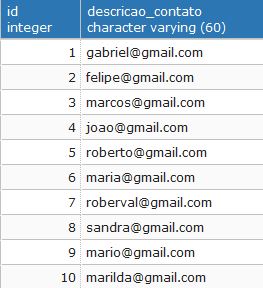 id descricao_contato
integer character varying (60)
1 gabriel@gmail.com
2 felipe@gmail.com
3 marcos@gmail.com
4 joao@gmail.com
5 roberto@gmail.com
6 maria@gmail.com
7 roberval@gmail.com
8 sandra@gmail.com
9 mario@gmail.com
10 marilda@gmail.com